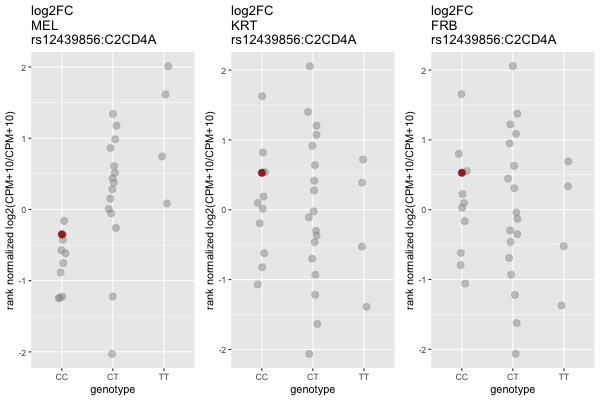 log2FC
MEL
rs12439856:C2CD4A
rank normalized log2(CPM+10/CPM+10)
2
1
0
-1
-2
CC
CT
TT
genotype
log2FC
KRT
rs12439856:C2CD4A
rank normalized log2(CPM+10/CPM+10)
2
1
0
-1
-2
CC
CT
TT
genotype
log2FC
FRB
rs12439856:C2CD4A
rank normalized log2(CPM+10/CPM+10)
2
1
0
-1
-2
CC
CT
TT
genotype